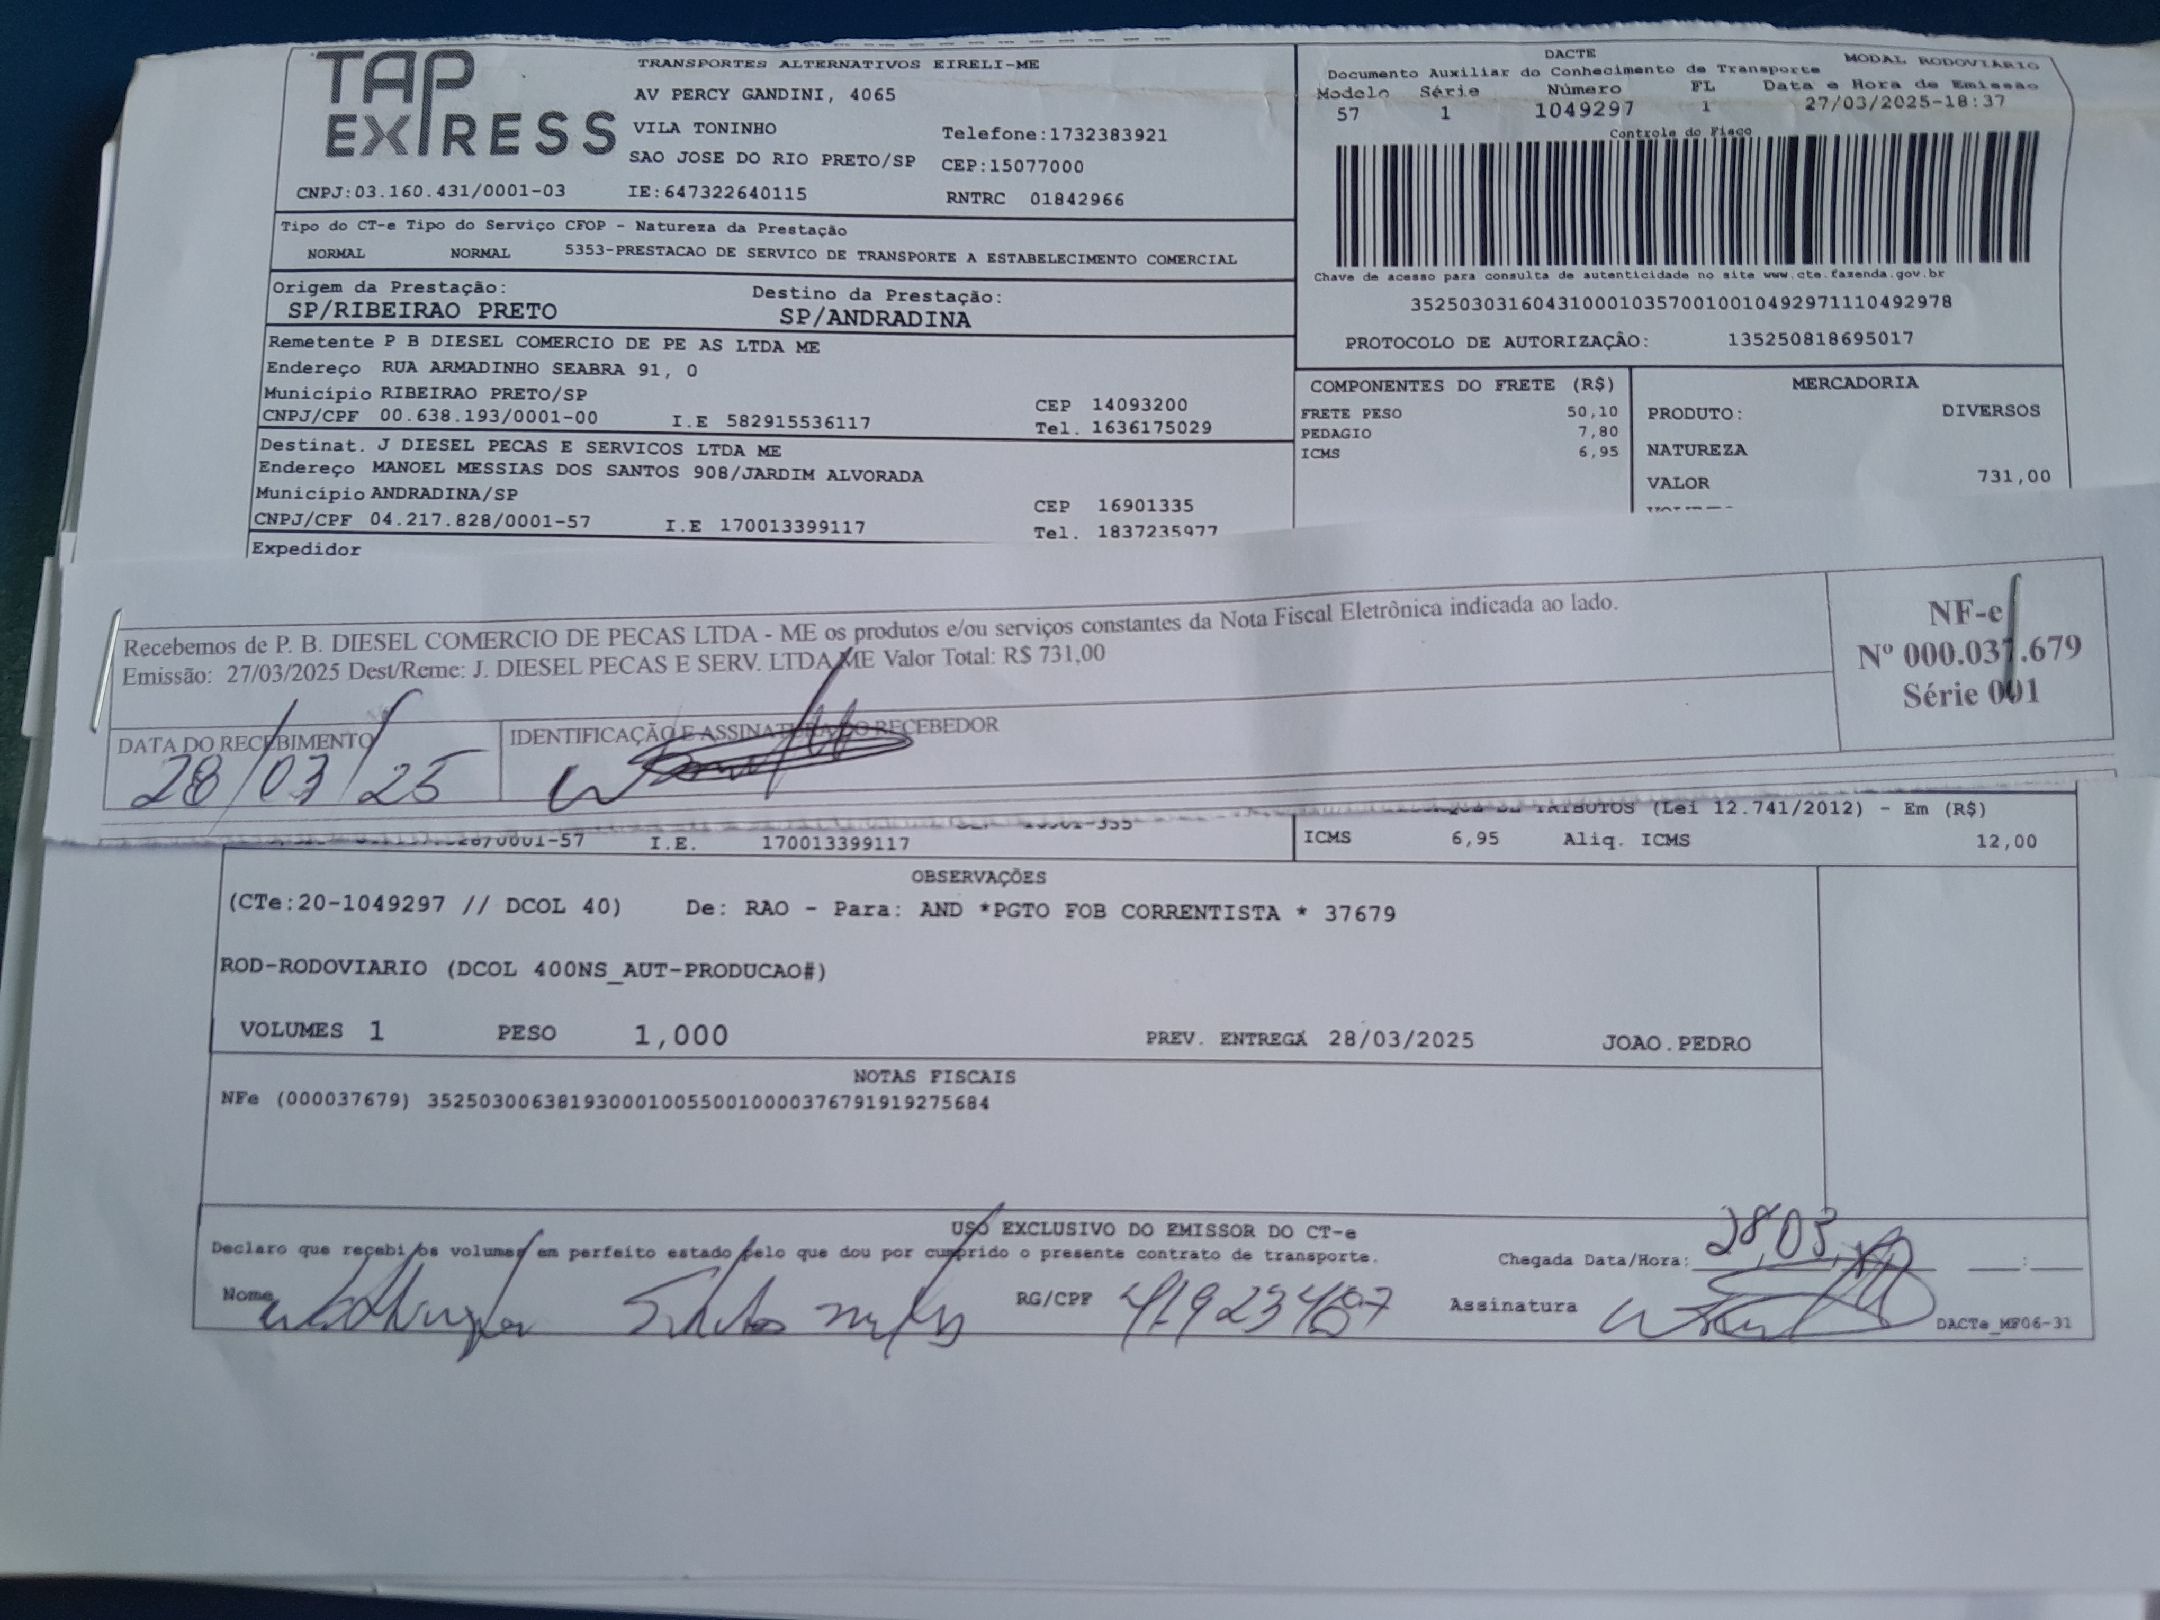 TAP EXPRESS
TRANSPORTES ALTERNATIVOS EIRELI-ME
AV PERCY GANDINI, 4065
VILA TONINHO Telefone:1732383921
SAO JOSE DO RIO PRETO/SP CEP:15077000
CNPJ:03.160.431/0001-03 IE:647322640115 RNTRC 01842966
DACTE MODAL RODOVIARIO
Documento Auxiliar do Conhecimento de Transporte
Modelo Série Número FL Data e Hora de Emissão
57 1 1049297 1 27/03/2025-18:37
Controle do Fisco
Chave de acesso para consulta de autenticidade no site www.cte.fazenda.gov.br
35250303160431000103570010010492971110492978
PROTOCOLO DE AUTORIZAÇÃO: 135250818695017
Tipo do CT-e Tipo do Serviço CFOP - Natureza da Prestação
NORMAL NORMAL 5353-PRESTACAO DE SERVICO DE TRANSPORTE A ESTABELECIMENTO COMERCIAL
Origem da Prestação: Destino da Prestação:
SP/RIBEIRAO PRETO SP/ANDRADINA
Remetente P B DIESEL COMERCIO DE PE AS LTDA ME
Endereço RUA ARMADINHO SEABRA 91, 0
Município RIBEIRAO PRETO/SP CEP 14093200
CNPJ/CPF 00.638.193/0001-00 I.E 582915536117 Tel. 1636175029
Destinat. J DIESEL PECAS E SERVICOS LTDA ME
Endereço MANOEL MESSIAS DOS SANTOS 908/JARDIM ALVORADA
Município ANDRADINA/SP CEP 16901335
CNPJ/CPF 04.217.828/0001-57 I.E 170013399117 Tel. 1837235977
Expedidor
COMPONENTES DO FRETE (R$)
FRETE PESO 50,10
PEDAGIO 7,80
ICMS 6,95
MERCADORIA
PRODUTO: DIVERSOS
NATUREZA
VALOR 731,00
Recebemos de P. B. DIESEL COMERCIO DE PECAS LTDA - ME os produtos e/ou serviços constantes da Nota Fiscal Eletrônica indicada ao lado.
Emissão: 27/03/2025 Dest/Reme: J. DIESEL PECAS E SERV. LTDA ME Valor Total: R$ 731,00
NF-e
Nº 000.037.679
Série 001
DATA DO RECEBIMENTO IDENTIFICAÇÃO E ASSINATURA DO RECEBEDOR
28/03/25
TRIBUTOS (Lei 12.741/2012) - Em (R$)
0001-57 I.E. 170013399117 ICMS 6,95 Aliq. ICMS 12,00
OBSERVAÇÕES
(CTe:20-1049297 // DCOL 40) De: RAO - Para: AND *PGTO FOB CORRENTISTA * 37679
ROD-RODOVIARIO (DCOL 400NS_AUT-PRODUCAO#)
VOLUMES 1 PESO 1,000 PREV. ENTREGA 28/03/2025 JOAO.PEDRO
NOTAS FISCAIS
NFe (000037679) 35250300638193000100550010000376791919275684
USO EXCLUSIVO DO EMISSOR DO CT-e
Declaro que recebi os volumes em perfeito estado pelo que dou por cumprido o presente contrato de transporte.
Chegada Data/Hora: 28,03
Nome RG/CPF Assinatura
DACTe_MF06-31